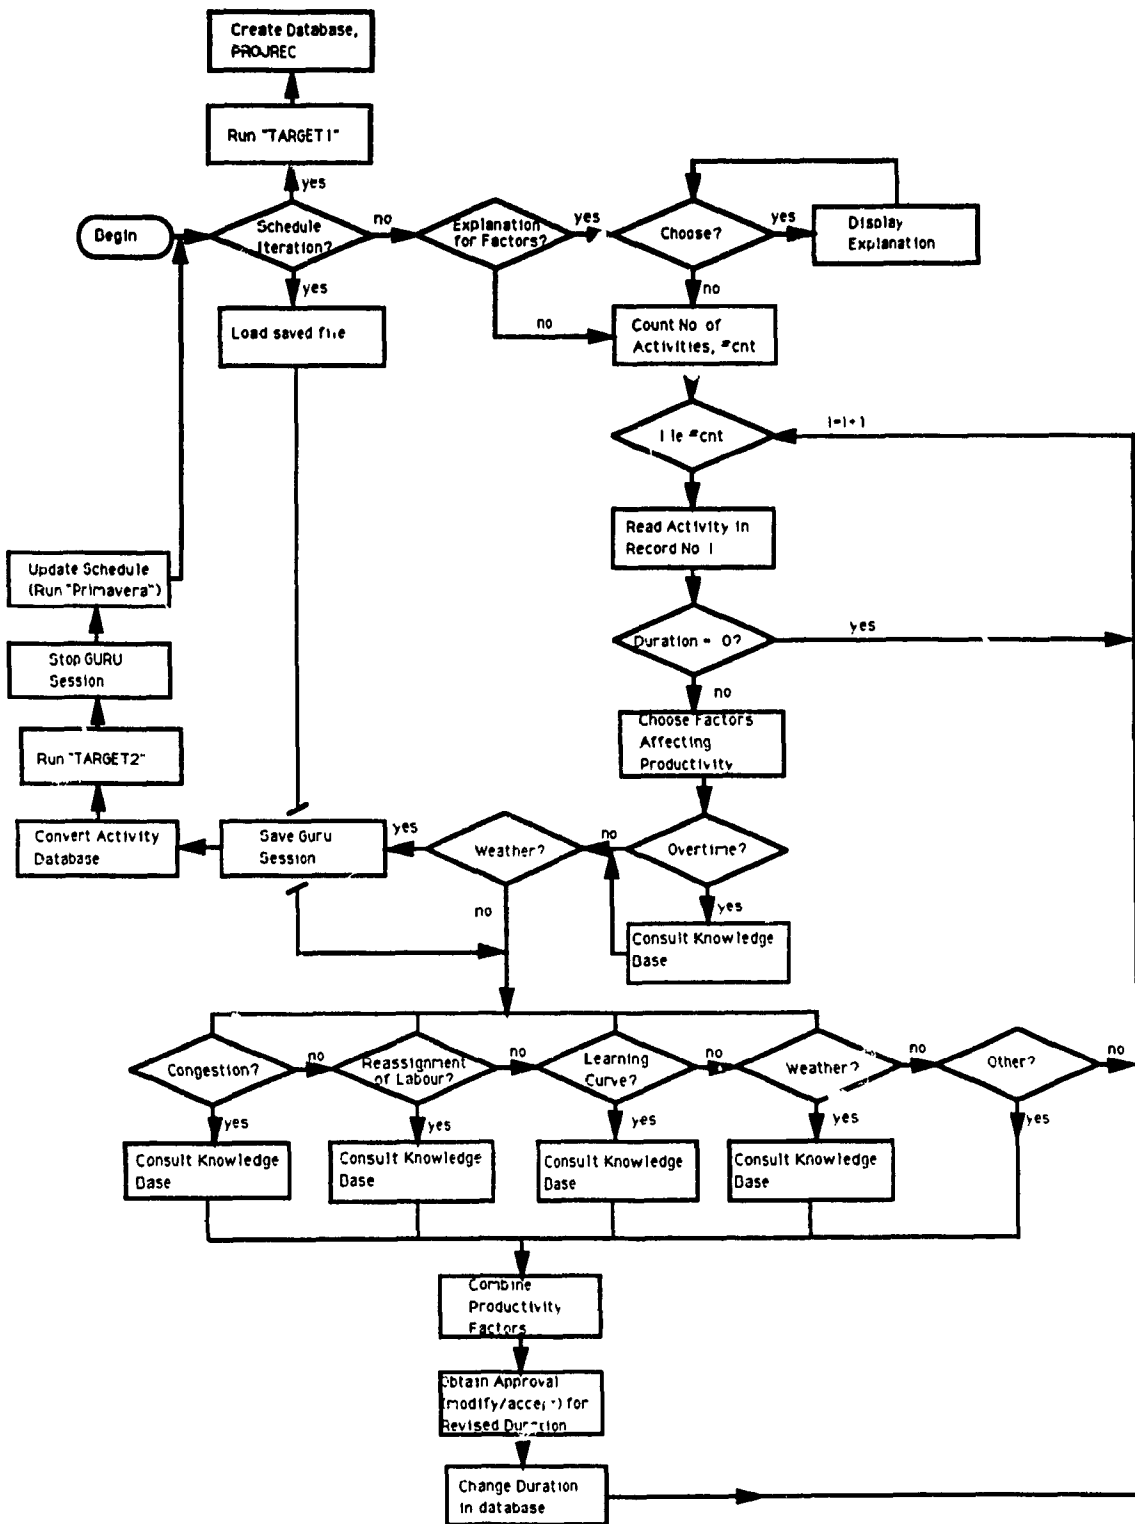 Create Database,
PROJREC
Run "TARGET1"
yes
Begin
Schedule
Iteration?
no
Explanation
for Factors?
yes
Choose?
yes
Display
Explanation
yes
no
Load saved file
no
Count No of
Activities, #cnt
I le #cnt
I=I+1
Read Activity in
Record No I
Update Schedule
(Run "Primavera")
Duration = 0?
yes
Stop GURU
Session
no
Choose Factors
Affecting
Productivity
Run "TARGET2"
Convert Activity
Database
Save Guru
Session
yes
Weather?
no
Overtime?
no
yes
Consult Knowledge
Base
Congestion?
no
Reassignment
of Labour?
no
Learning
Curve?
no
Weather?
no
Other?
no
yes
yes
yes
yes
yes
Consult Knowledge
Base
Consult Knowledge
Base
Consult Knowledge
Base
Consult Knowledge
Base
Combine
Productivity
Factors
Obtain Approval
(modify/accept) for
Revised Duration
Change Duration
in database